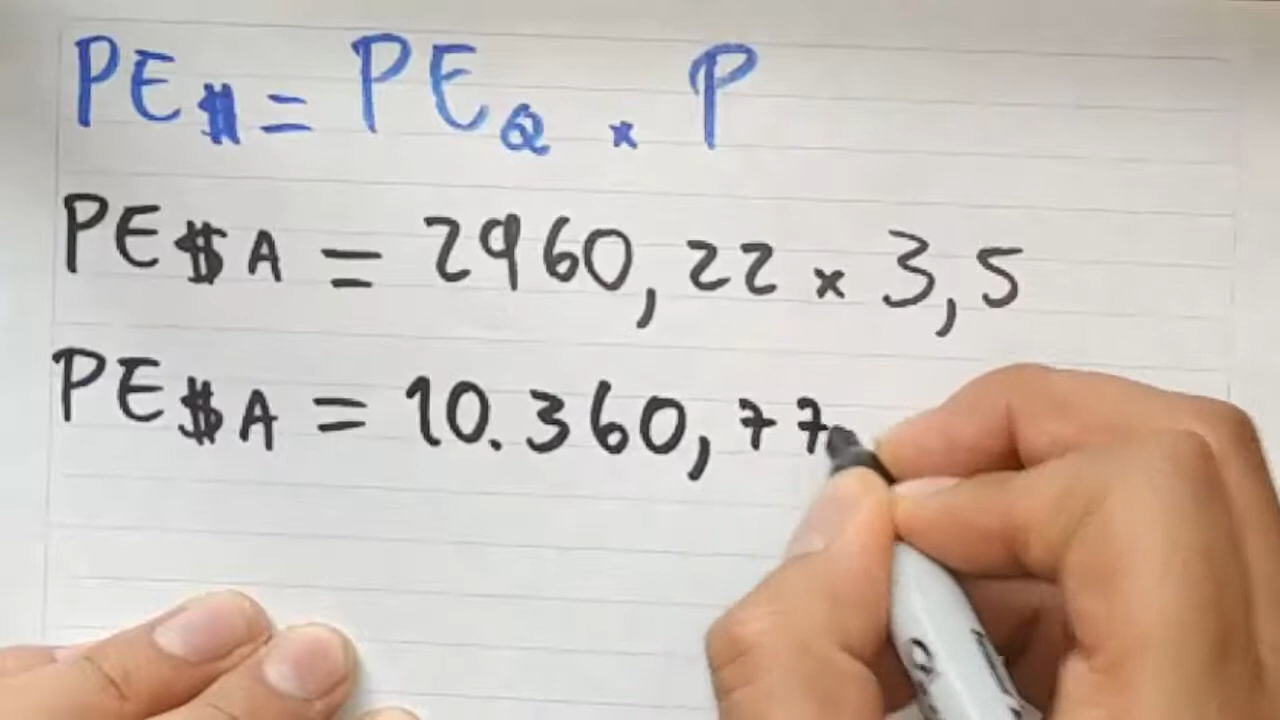 PE$ = PEQ x P
PE$A = 2960,22 x 3,5
PE$A = 10.360,77